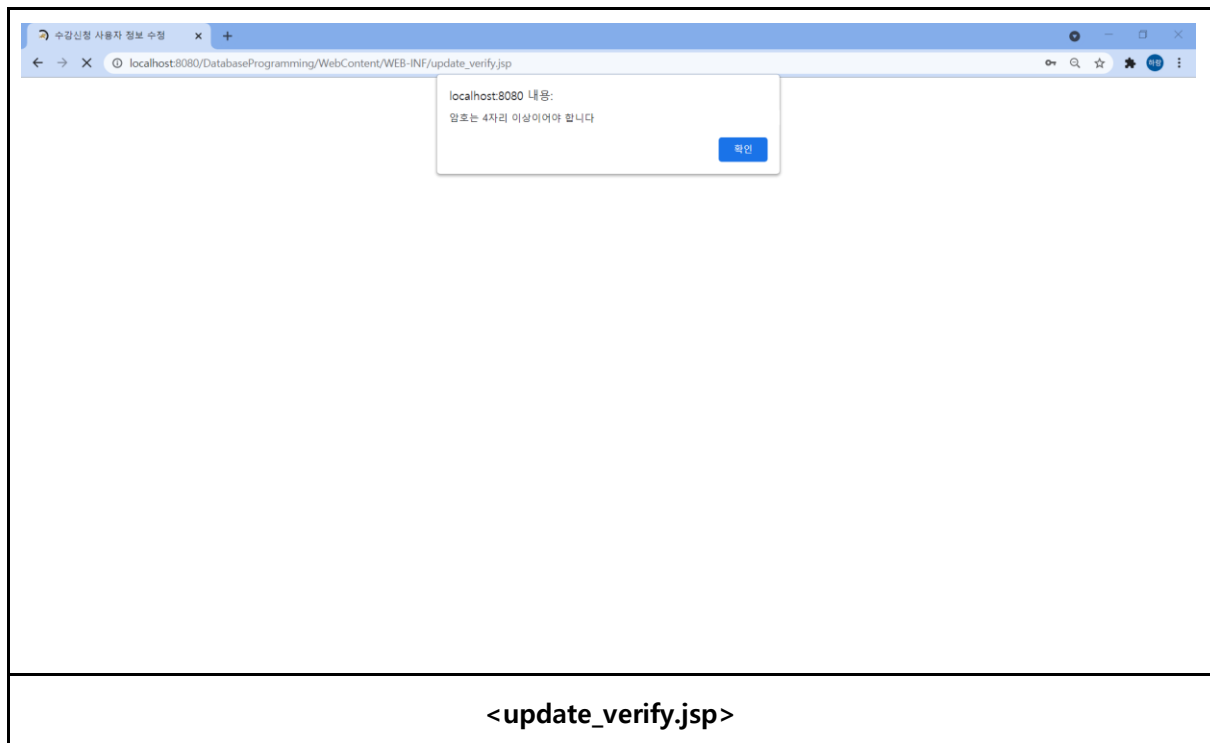 수강신청 사용자 정보 수정
localhost:8080/DatabaseProgramming/WebContent/WEB-INF/update_verify.jsp
하랑
localhost:8080 내용:
암호는 4자리 이상이어야 합니다
확인
<update_verify.jsp>